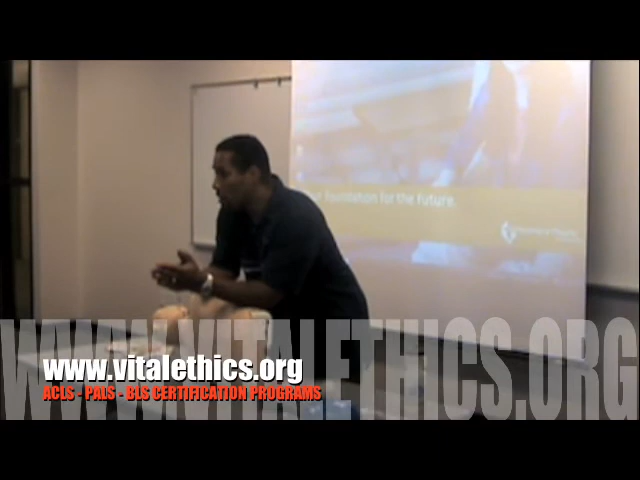 Foundation for the future.
WWW.VITALETHICS.ORG
www.vitalethics.org
ACLS - PALS - BLS CERTIFICATION PROGRAMS